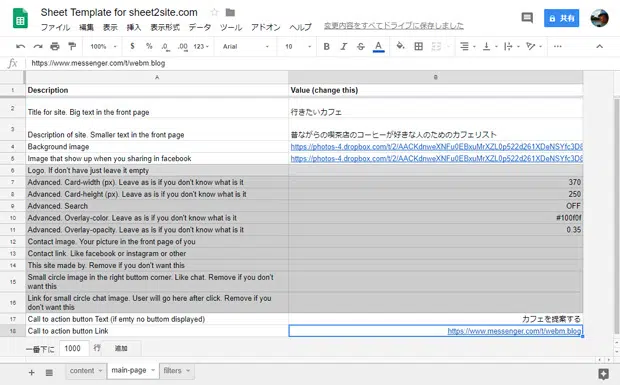 Sheet Template for sheet2site.com
ファイル 編集 表示 挿入 表示形式 データ ツール アドオン ヘルプ 変更内容をすべてドライブに保存しました
共有
100% ¥ % .0 .00 123 Arial 10 B I S A
fx https://www.messenger.com/t/webrn.blog
A B
1 Description Value (change this)
2 Title for site. Big text in the front page 行きたいカフェ
3 Description of site. Smaller text in the front page 昔ながらの喫茶店のコーヒーが好きな人のためのカフェリスト
4 Background image https://photos-4.dropbox.com/t/2/
5 Image that show up when you sharing in facebook https://photos-4.dropbox.com/t/2/
6 Logo. If don't have just leave it empty
7 Advanced. Card-width (px). Leave as is if you don't know what is it 370
8 Advanced. Card-height (px). Leave as is if you don't know what is it 250
9 Advanced. Search OFF
10 Advanced. Overlay-color. Leave as is if you don't know what is it #100f0f
11 Advanced. Overlay-opacity. Leave as is if you don't know what is it 0.35
12 Contact image. Your picture in the front page of you
13 Contact link. Like facebook or instagram or other
14 This site made by. Remove if you don't want this
15 Small circle image in the right buttom corner. Like chat. Remove if you don't
want this
16 Link for small circle chat image. User will go here after click. Remove if you
don't want this
17 Call to action button Text (if emty no buttom displayed) カフェを提案する
18 Call to action button Link https://www.messenger.com/t/webrn.blog
一番下に 1000 行 追加
content main-page filters